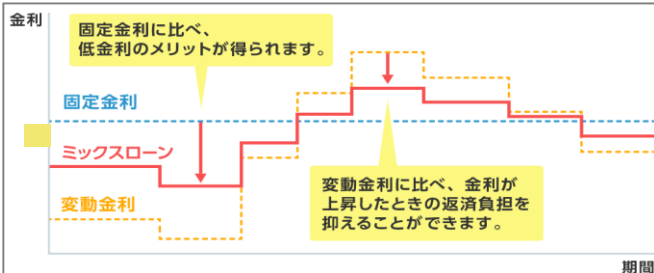 金利
固定金利に比べ、
低金利のメリットが得られます。
固定金利
ミックスローン
変動金利
変動金利に比べ、金利が
上昇したときの返済負担を
抑えることができます。
期間